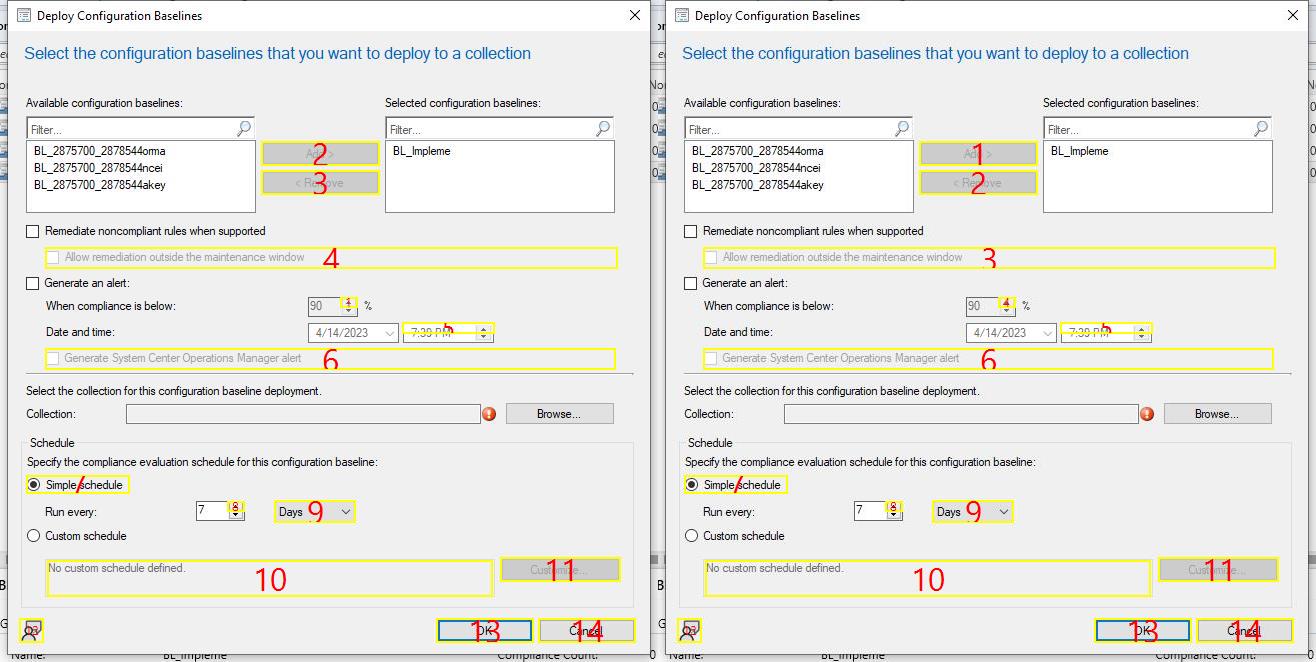 Deploy Configuration Baselines
Select the configuration baselines that you want to deploy to a collection
Available configuration baselines:
Selected configuration baselines:
Filter...
Filter...
BL_2875700_2878544oma
BL_2875700_2878544ncei
BL_2875700_2878544akey
2
Add >
3
< Remove
BL_Impleme
Remediate noncompliant rules when supported
Allow remediation outside the maintenance window
4
Generate an alert:
When compliance is below:
90
1
%
Date and time:
4/14/2023
7:39 PM
5
Generate System Center Operations Manager alert
6
Select the collection for this configuration baseline deployment.
Collection:
Browse...
Schedule
Specify the compliance evaluation schedule for this configuration baseline:
Simple schedule
7
Run every:
7
8
Days
9
Custom schedule
No custom schedule defined.
10
Customize...
11
OK
13
Cancel
14
Deploy Configuration Baselines
Select the configuration baselines that you want to deploy to a collection
Available configuration baselines:
Selected configuration baselines:
Filter...
Filter...
BL_2875700_2878544oma
BL_2875700_2878544ncei
BL_2875700_2878544akey
1
Add >
2
< Remove
BL_Impleme
Remediate noncompliant rules when supported
Allow remediation outside the maintenance window
3
Generate an alert:
When compliance is below:
90
4
%
Date and time:
4/14/2023
7:39 PM
5
Generate System Center Operations Manager alert
6
Select the collection for this configuration baseline deployment.
Collection:
Browse...
Schedule
Specify the compliance evaluation schedule for this configuration baseline:
Simple schedule
7
Run every:
7
8
Days
9
Custom schedule
No custom schedule defined.
10
Customize...
11
OK
13
Cancel
14
Name:
BL_Impleme
Compliance Count:
0
Name:
BL_Impleme
Compliance Count:
0